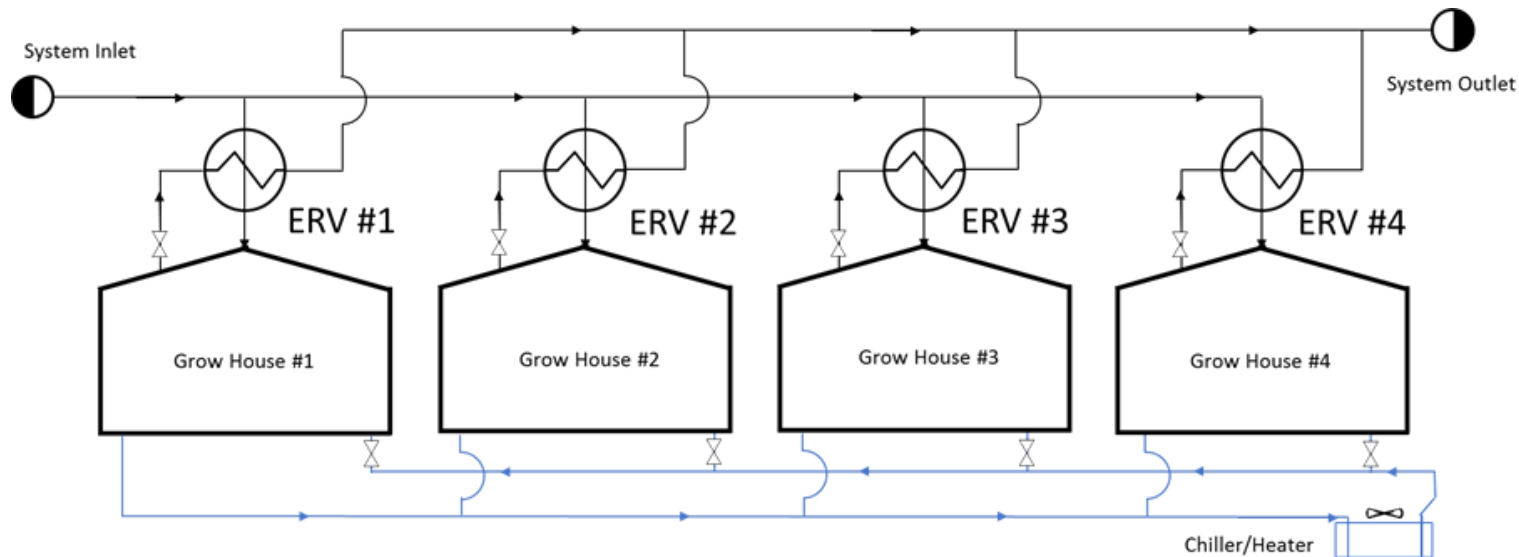 System Inlet
System Outlet
ERV #1
ERV #2
ERV #3
ERV #4
Grow House #1
Grow House #2
Grow House #3
Grow House #4
Chiller/Heater